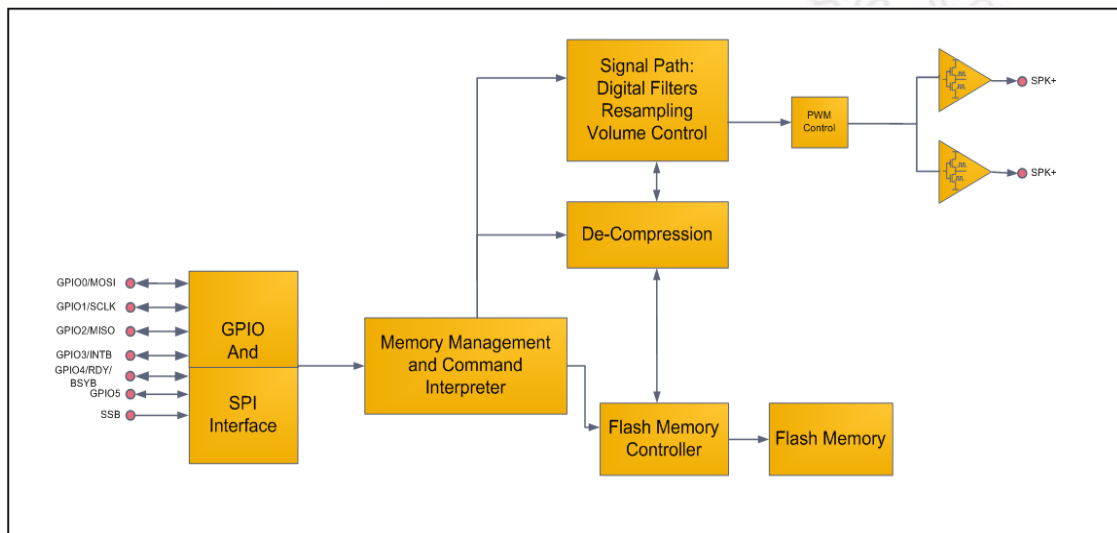 Signal Path:
Digital Filters
Resampling
Volume Control
PWM
Control
SPK+
SPK+
De-Compression
GPIO0/MOSI
GPIO1/SCLK
GPIO2/MISO
GPIO3/INTB
GPIO4/RDY/
BSYB
GPIO5
SSB
GPIO
And
SPI
Interface
Memory Management
and Command
Interpreter
Flash Memory
Controller
Flash Memory